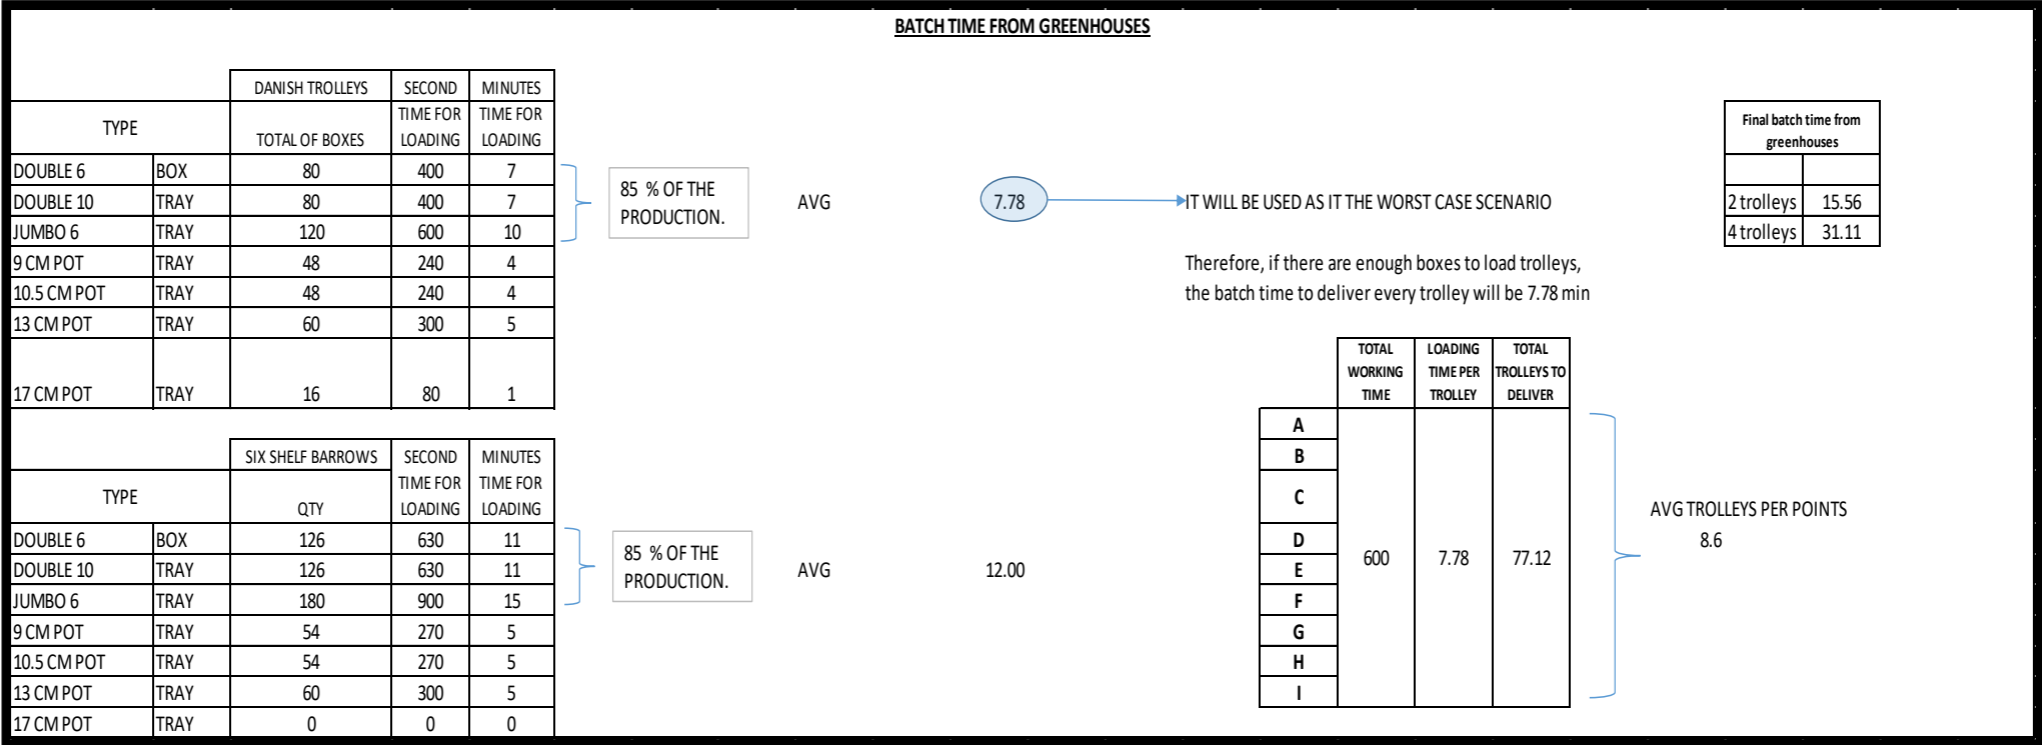 BATCH TIME FROM GREENHOUSES
DANISH TROLLEYS SECOND MINUTES
TYPE TOTAL OF BOXES TIME FOR LOADING TIME FOR LOADING
DOUBLE 6 BOX 80 400 7
DOUBLE 10 TRAY 80 400 7
JUMBO 6 TRAY 120 600 10
9 CM POT TRAY 48 240 4
10.5 CM POT TRAY 48 240 4
13 CM POT TRAY 60 300 5
17 CM POT TRAY 16 80 1
85 % OF THE
PRODUCTION.
AVG 7.78 IT WILL BE USED AS IT THE WORST CASE SCENARIO
Therefore, if there are enough boxes to load trolleys,
the batch time to deliver every trolley will be 7.78 min
Final batch time from
greenhouses
2 trolleys 15.56
4 trolleys 31.11
SIX SHELF BARROWS SECOND MINUTES
TYPE QTY TIME FOR LOADING TIME FOR LOADING
DOUBLE 6 BOX 126 630 11
DOUBLE 10 TRAY 126 630 11
JUMBO 6 TRAY 180 900 15
9 CM POT TRAY 54 270 5
10.5 CM POT TRAY 54 270 5
13 CM POT TRAY 60 300 5
17 CM POT TRAY 0 0 0
85 % OF THE
PRODUCTION.
AVG 12.00
TOTAL WORKING TIME LOADING TIME PER TROLLEY TOTAL TROLLEYS TO DELIVER
A
B
C
D
E
F
G
H
I
600 7.78 77.12
AVG TROLLEYS PER POINTS
8.6